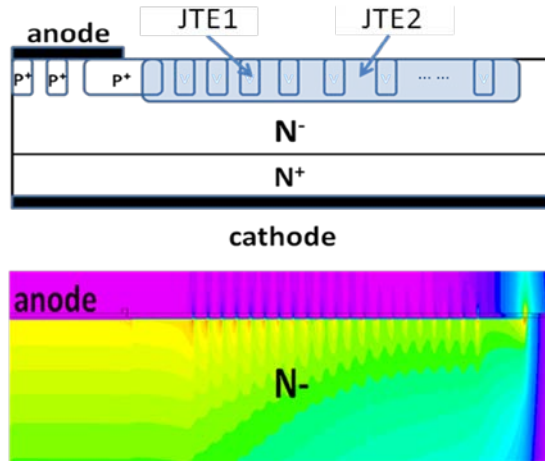 JTE1 JTE2
anode
P+ P+ P+ ... ...
N-
N+
cathode
anode
N-